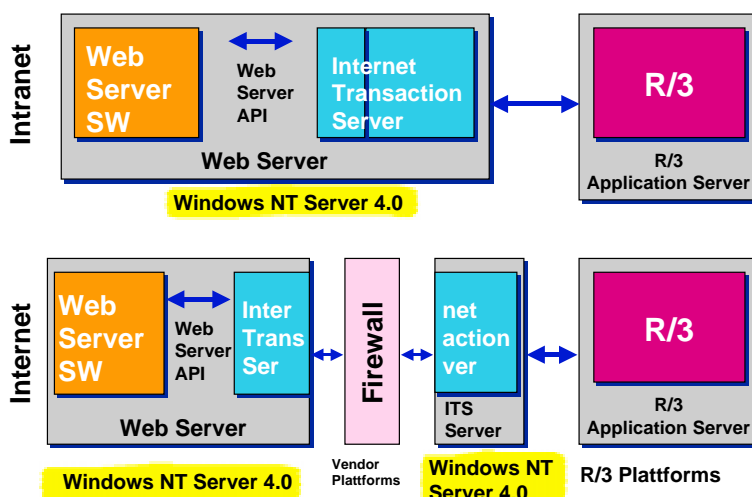 Intranet
Web
Server
SW
Web
Server
API
Internet
Transaction
Server
Web Server
R/3
R/3
Application Server
Windows NT Server 4.0
Internet
Web
Server
SW
Web
Server
API
Inter
Trans
Ser
Web Server
Firewall
net
action
ver
ITS
Server
R/3
R/3
Application Server
Windows NT Server 4.0
Vendor
Plattforms
Windows NT
Server 4.0
R/3 Plattforms